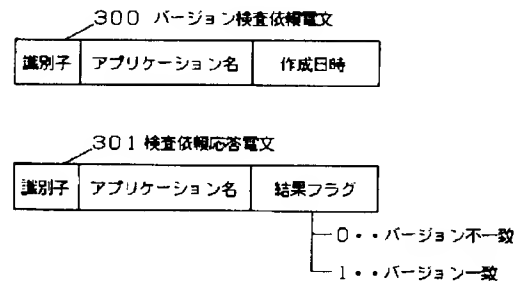 300 バージョン検査依頼電文
識別子 アプリケーション名 作成日時
301 検査依頼応答電文
識別子 アプリケーション名 結果フラグ
0・・バージョン不一致
1・・バージョン一致